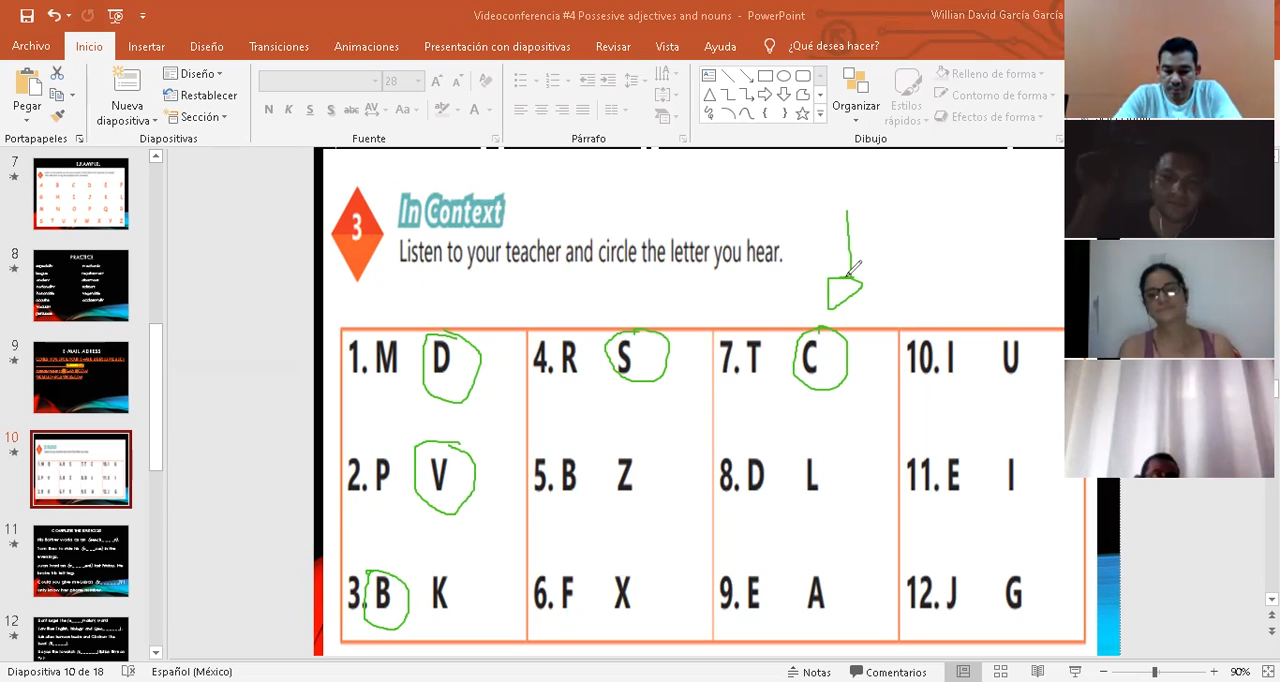 Videoconferencia #4 Possesive adjectives and nouns - PowerPoint
Willian David García García
Archivo Inicio Insertar Diseño Transiciones Animaciones Presentación con diapositivas Revisar Vista Ayuda ¿Qué desea hacer?
Pegar
Nueva diapositiva
Diseño
Restablecer
Sección
28
N K S S abc AV Aa A
Organizar
Estilos rápidos
Relleno de forma
Contorno de forma
Efectos de forma
Portapapeles Diapositivas Fuente Párrafo Dibujo
7
EXAMPLE:
8
PRACTICE
9
E-MAIL ADRESS
10
11
COMPLETE THE EXERCISE
12
3
In Context
Listen to your teacher and circle the letter you hear.
1. M D 4. R S 7. T C 10. I U
2. P V 5. B Z 8. D L 11. E I
3. B K 6. F X 9. E A 12. J G
Diapositiva 10 de 18 Español (México) Notas Comentarios 90%